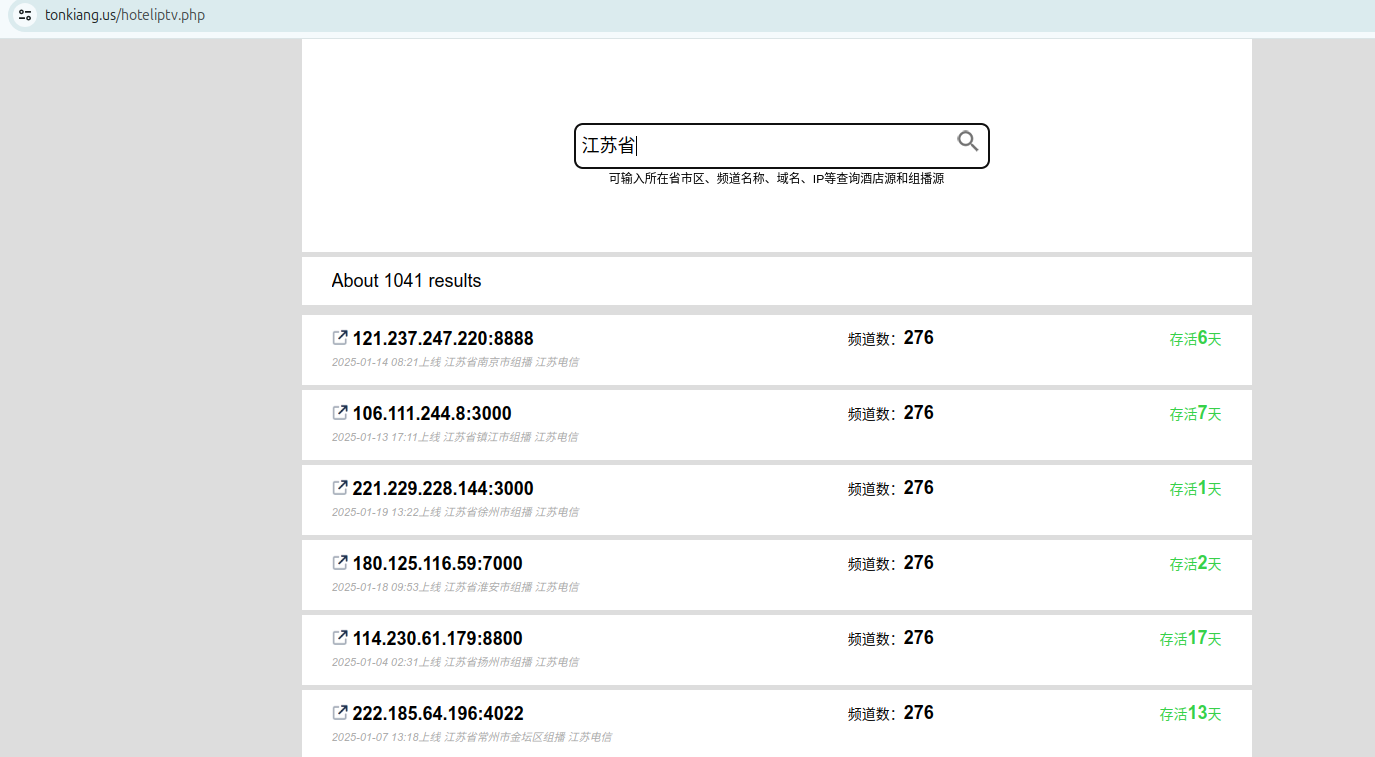 tonkiang.us/hoteliptv.php
江苏省
可输入所在省市区、频道名称、域名、IP等查询酒店源和组播源
About 1041 results
121.237.247.220:8888 频道数：276 存活6天
2025-01-14 08:21上线 江苏省南京市组播 江苏电信
106.111.244.8:3000 频道数：276 存活7天
2025-01-13 17:11上线 江苏省镇江市组播 江苏电信
221.229.228.144:3000 频道数：276 存活1天
2025-01-19 13:22上线 江苏省徐州市组播 江苏电信
180.125.116.59:7000 频道数：276 存活2天
2025-01-18 09:53上线 江苏省淮安市组播 江苏电信
114.230.61.179:8800 频道数：276 存活17天
2025-01-04 02:31上线 江苏省扬州市组播 江苏电信
222.185.64.196:4022 频道数：276 存活13天
2025-01-07 13:18上线 江苏省常州市金坛区组播 江苏电信